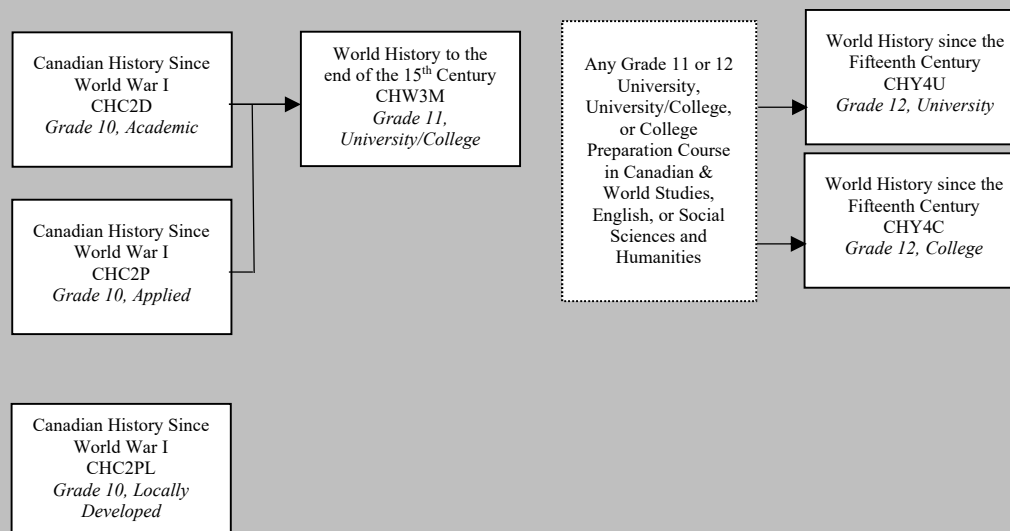 Canadian History Since
World War I
CHC2D
Grade 10, Academic
World History to the
end of the 15th Century
CHW3M
Grade 11,
University/College
Any Grade 11 or 12
University,
University/College,
or College
Preparation Course
in Canadian &
World Studies,
English, or Social
Sciences and
Humanities
World History since the
Fifteenth Century
CHY4U
Grade 12, University
World History since the
Fifteenth Century
CHY4C
Grade 12, College
Canadian History Since
World War I
CHC2P
Grade 10, Applied
Canadian History Since
World War I
CHC2PL
Grade 10, Locally
Developed